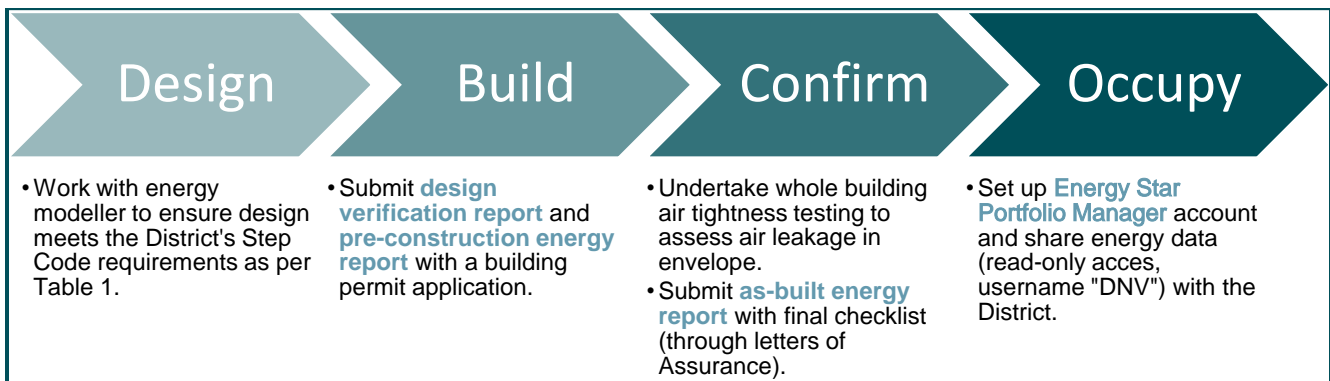 Design
Build
Confirm
Occupy
•Work with energy
modeller to ensure design
meets the District's Step
Code requirements as per
Table 1.
•Submit design
verification report and
pre-construction energy
report with a building
permit application.
•Undertake whole building
air tightness testing to
assess air leakage in
envelope.
•Submit as-built energy
report with final checklist
(through letters of
Assurance).
•Set up Energy Star
Portfolio Manager account
and share energy data
(read-only acces,
username "DNV") with the
District.